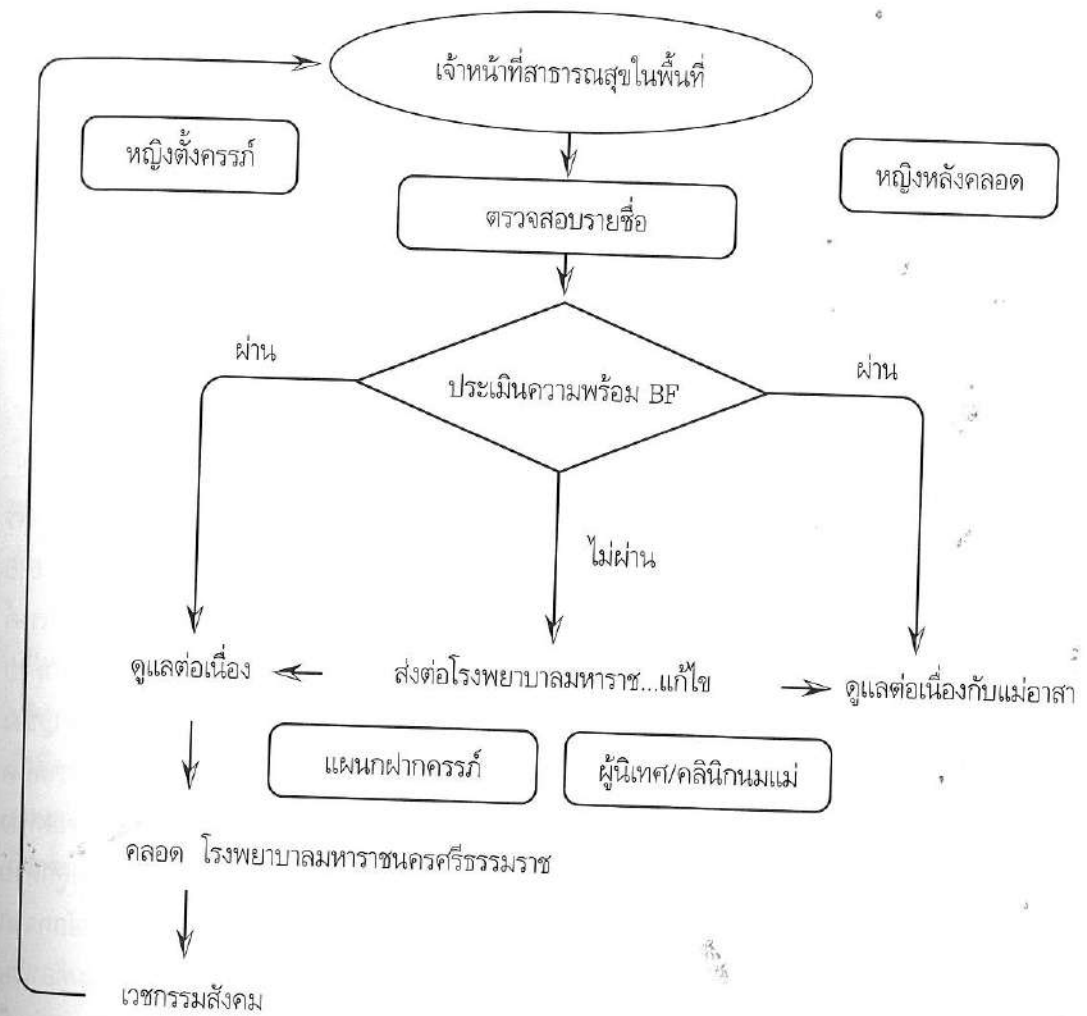 เจ้าหน้าที่สาธารณสุขในพื้นที่
หญิงตั้งครรภ์
หญิงหลังคลอด
ตรวจสอบรายชื่อ
ผ่าน
ประเมินความพร้อม BF
ผ่าน
ไม่ผ่าน
ดูแลต่อเนื่อง
ส่งต่อโรงพยาบาลมหาราช...แก้ไข
ดูแลต่อเนื่องกับแม่อาสา
แผนกฝากครรภ์
ผู้นิเทศ/คลินิกนมแม่
คลอด โรงพยาบาลมหาราชนครศรีธรรมราช
เวชกรรมสังคม